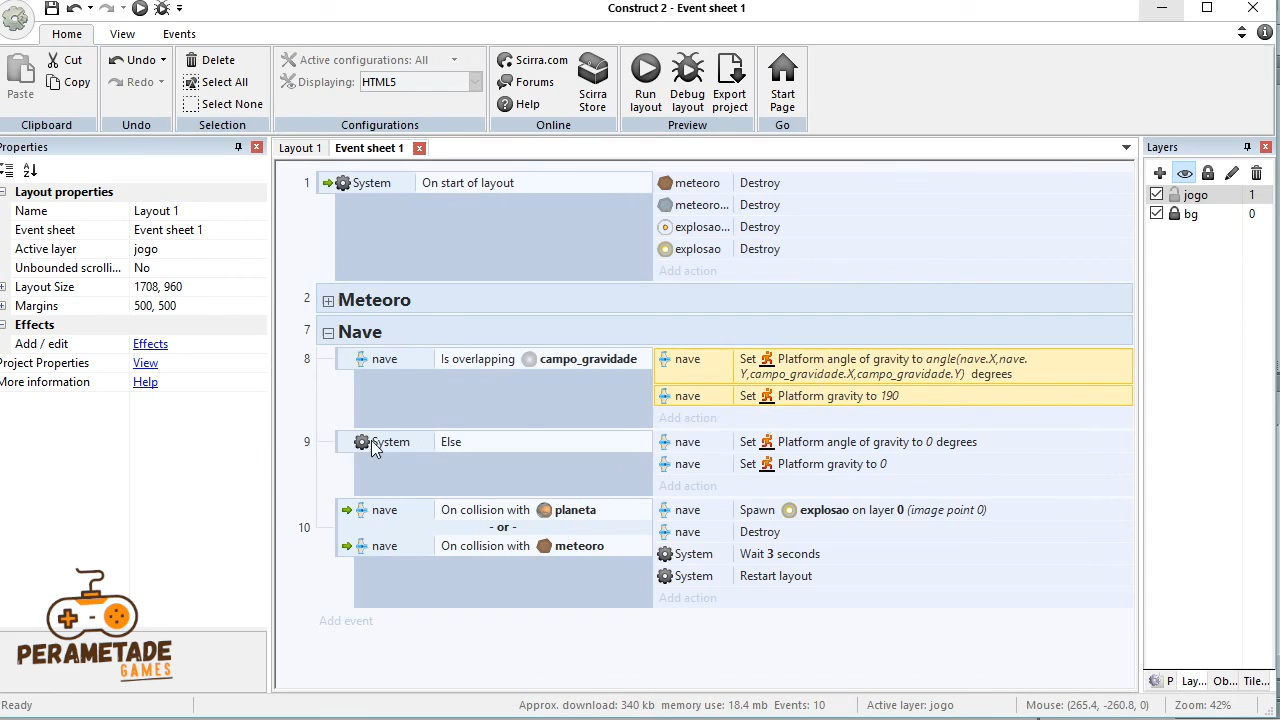 Construct 2 - Event sheet 1
Home
View
Events
Paste
Cut
Copy
Clipboard
Undo
Redo
Undo
Delete
Select All
Select None
Selection
Active configurations: All
Displaying:
HTML5
Configurations
Scirra.com
Forums
Help
Scirra Store
Online
Run layout
Debug layout
Export project
Preview
Start Page
Go
Properties
Layout properties
Name Layout 1
Event sheet Event sheet 1
Active layer jogo
Unbounded scrolli... No
Layout Size 1708, 960
Margins 500, 500
Effects
Add / edit Effects
Project Properties View
More information Help
Layout 1
Event sheet 1
1 System On start of layout
meteoro Destroy
meteoro... Destroy
explosao... Destroy
explosao Destroy
Add action
2 Meteoro
7 Nave
8 nave Is overlapping campo_gravidade
nave Set Platform angle of gravity to angle(nave.X,nave.
Y,campo_gravidade.X,campo_gravidade.Y) degrees
nave Set Platform gravity to 190
Add action
9 System Else
nave Set Platform angle of gravity to 0 degrees
nave Set Platform gravity to 0
Add action
10 nave On collision with planeta
- or -
nave On collision with meteoro
nave Spawn explosao on layer 0 (image point 0)
nave Destroy
System Wait 3 seconds
System Restart layout
Add action
Add event
Layers
jogo 1
bg 0
PERAMETADE
GAMES
P Lay... Ob... Tile...
Ready
Approx. download: 340 kb memory use: 18.4 mb Events: 10
Active layer: jogo
Mouse: (265.4, -260.8, 0)
Zoom: 42%